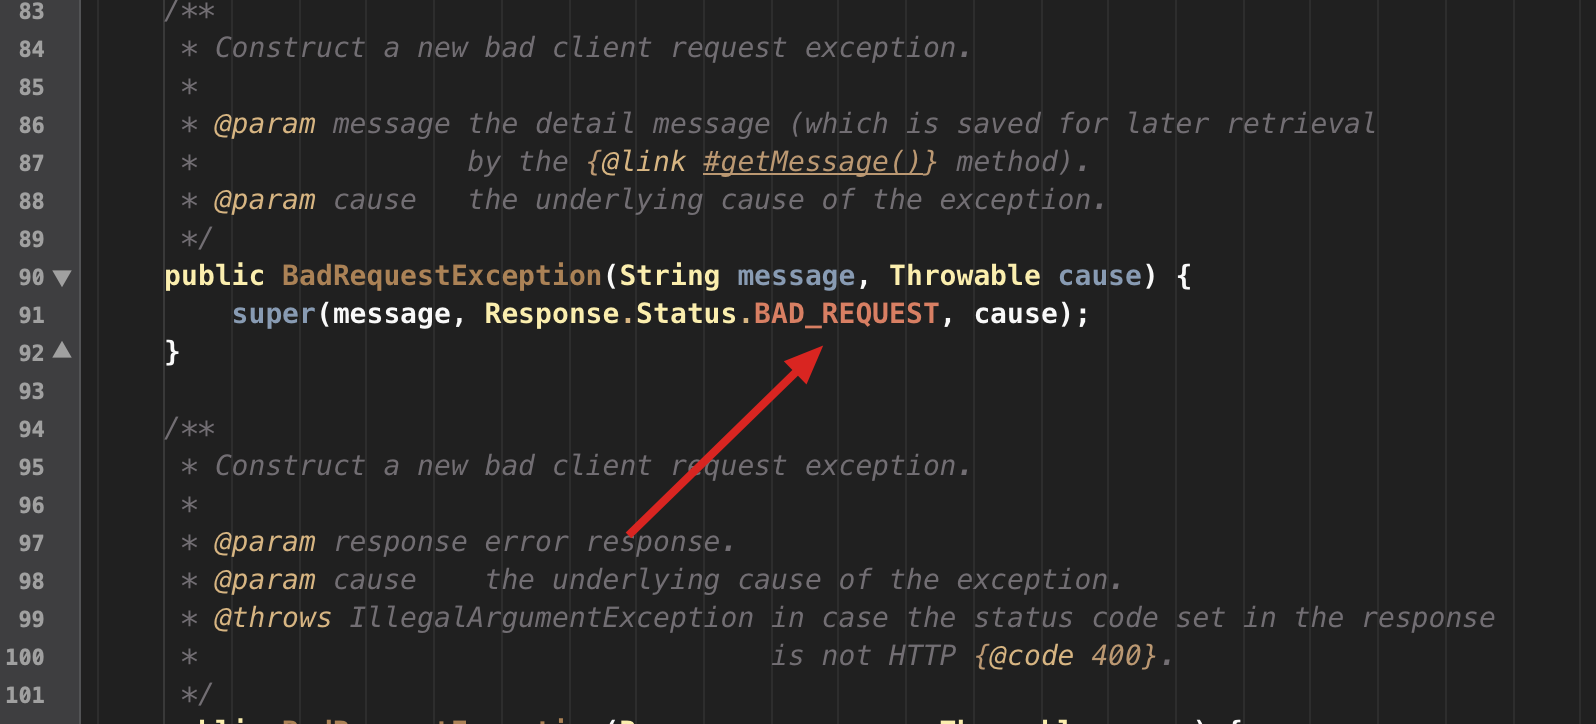 83 /**
84 * Construct a new bad client request exception.
85 *
86 * @param message the detail message (which is saved for later retrieval
87 * by the {@link #getMessage()} method).
88 * @param cause the underlying cause of the exception.
89 */
90 public BadRequestException(String message, Throwable cause) {
91 super(message, Response.Status.BAD_REQUEST, cause);
92 }
93
94 /**
95 * Construct a new bad client request exception.
96 *
97 * @param response error response.
98 * @param cause the underlying cause of the exception.
99 * @throws IllegalArgumentException in case the status code set in the response
100 * is not HTTP {@code 400}.
101 */